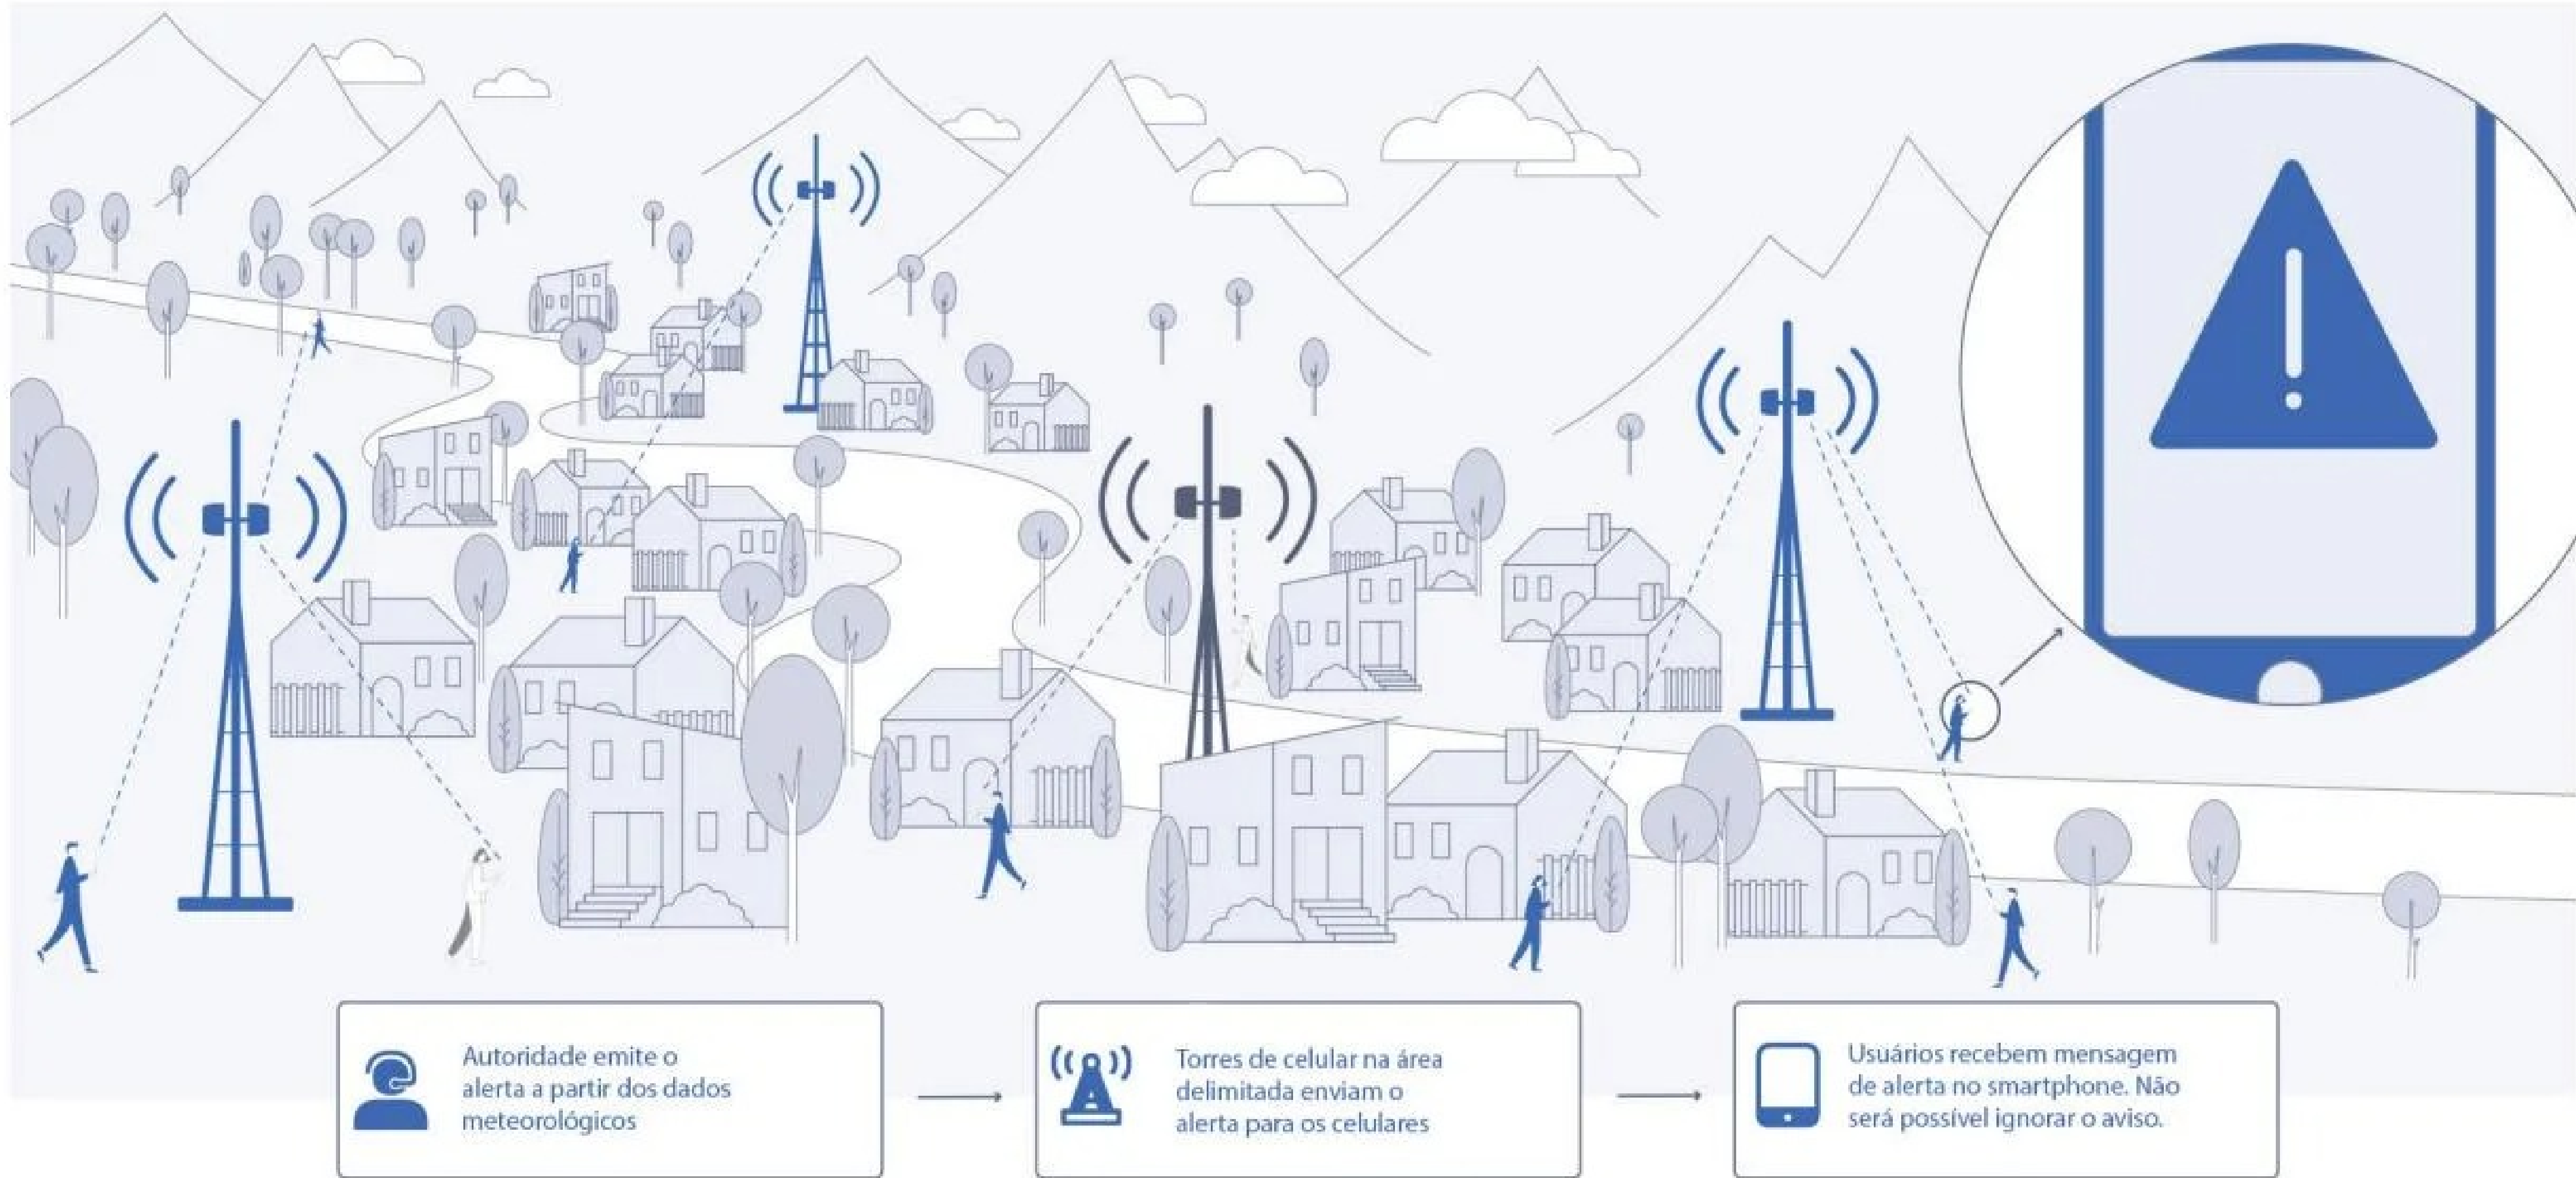 Autoridade emite o
alerta a partir dos dados
meteorológicos
Torres de celular na área
delimitada enviam o
alerta para os celulares
Usuários recebem mensagem
de alerta no smartphone. Não
será possível ignorar o aviso.